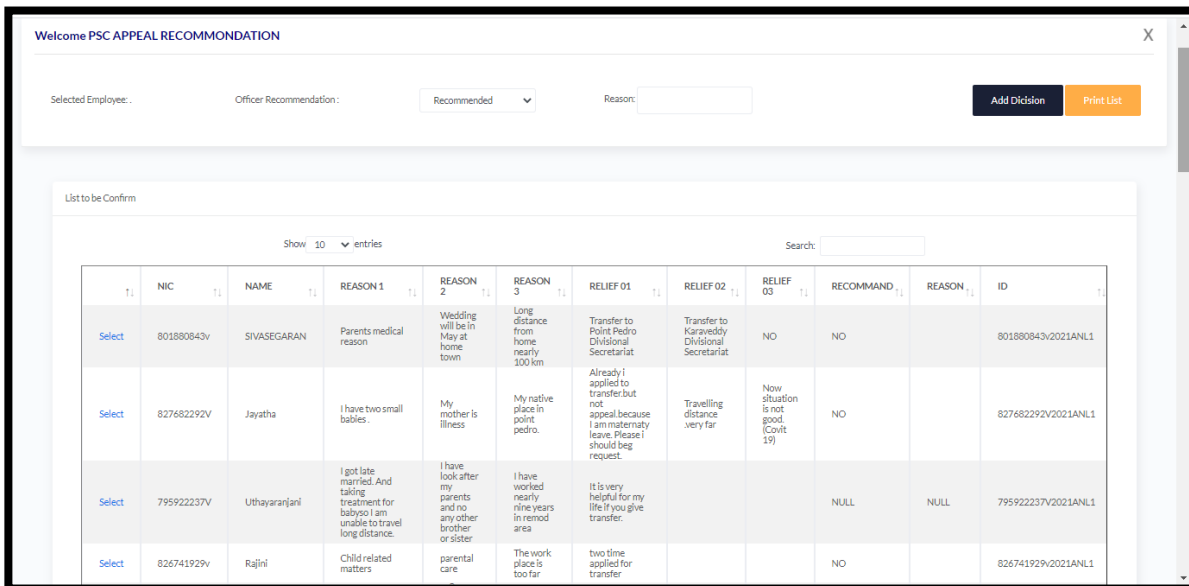 Welcome PSC APPEAL RECOMMONDATION
X
Selected Employee: .
Officer Recommendation :
Recommended
Reason:
Add Dicision
Print List
List to be Confirm
Show 10 entries
Search:
NIC
NAME
REASON 1
REASON
2
REASON
3
RELIEF 01
RELIEF 02
RELIEF
03
RECOMMAND
REASON
ID
Select
801880843v
SIVASEGARAN
Parents medical
reason
Wedding
will be in
May at
home
town
Long
distance
from
home
nearly
100 km
Transfer to
Point Pedro
Divisional
Secretariat
Transfer to
Karaveddy
Divisional
Secretariat
NO
NO
801880843v2021ANL1
Select
827682292V
Jayatha
I have two small
babies .
My
mother is
illness
My native
place in
point
pedro.
Already i
applied to
transfer.but
not
appeal.because
I am maternaty
leave. Please i
should beg
request.
Travelling
distance
.very far
Now
situation
is not
good.
(Covit
19)
NO
827682292V2021ANL1
Select
795922237V
Uthayaranjani
I got late
married. And
taking
treatment for
babyso I am
unable to travel
long distance.
I have
look after
my
parents
and no
any other
brother
or sister
I have
worked
nearly
nine years
in remod
area
It is very
helpful for my
life if you give
transfer.
NULL
NULL
795922237V2021ANL1
Select
826741929v
Rajini
Child related
matters
parental
care
The work
place is
too far
two time
applied for
transfer
NO
826741929v2021ANL1